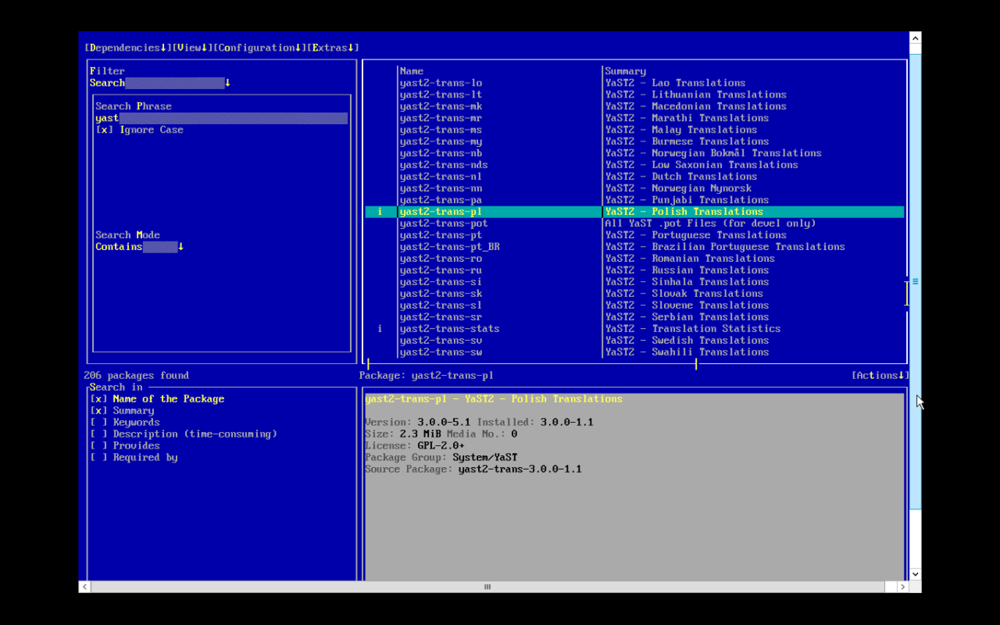 [Dependencies↓][View↓][Configuration↓][Extras↓]
Filter
Search↓
Search Phrase
yast
[x] Ignore Case
Search Mode
Contains↓
Name Summary
yast2-trans-lo YaST2 - Lao Translations
yast2-trans-lt YaST2 - Lithuanian Translations
yast2-trans-mk YaST2 - Macedonian Translations
yast2-trans-mr YaST2 - Marathi Translations
yast2-trans-ms YaST2 - Malay Translations
yast2-trans-my YaST2 - Burmese Translations
yast2-trans-nb YaST2 - Norwegian Bokmål Translations
yast2-trans-nds YaST2 - Low Saxonian Translations
yast2-trans-nl YaST2 - Dutch Translations
yast2-trans-nn YaST2 - Norwegian Nynorsk
yast2-trans-pa YaST2 - Punjabi Translations
i yast2-trans-pl YaST2 - Polish Translations
yast2-trans-pot All YaST .pot Files (for devel only)
yast2-trans-pt YaST2 - Portuguese Translations
yast2-trans-pt_BR YaST2 - Brazilian Portuguese Translations
yast2-trans-ro YaST2 - Romanian Translations
yast2-trans-ru YaST2 - Russian Translations
yast2-trans-si YaST2 - Sinhala Translations
yast2-trans-sk YaST2 - Slovak Translations
yast2-trans-sl YaST2 - Slovene Translations
yast2-trans-sr YaST2 - Serbian Translations
i yast2-trans-stats YaST2 - Translation Statistics
yast2-trans-sv YaST2 - Swedish Translations
yast2-trans-sw YaST2 - Swahili Translations
206 packages found
Package: yast2-trans-pl [Actions↓]
Search in
[x] Name of the Package
[x] Summary
[ ] Keywords
[ ] Description (time-consuming)
[ ] Provides
[ ] Required by
yast2-trans-pl - YaST2 - Polish Translations
Version: 3.0.0-5.1 Installed: 3.0.0-1.1
Size: 2.3 MiB Media No.: 0
License: GPL-2.0+
Package Group: System/YaST
Source Package: yast2-trans-3.0.0-1.1